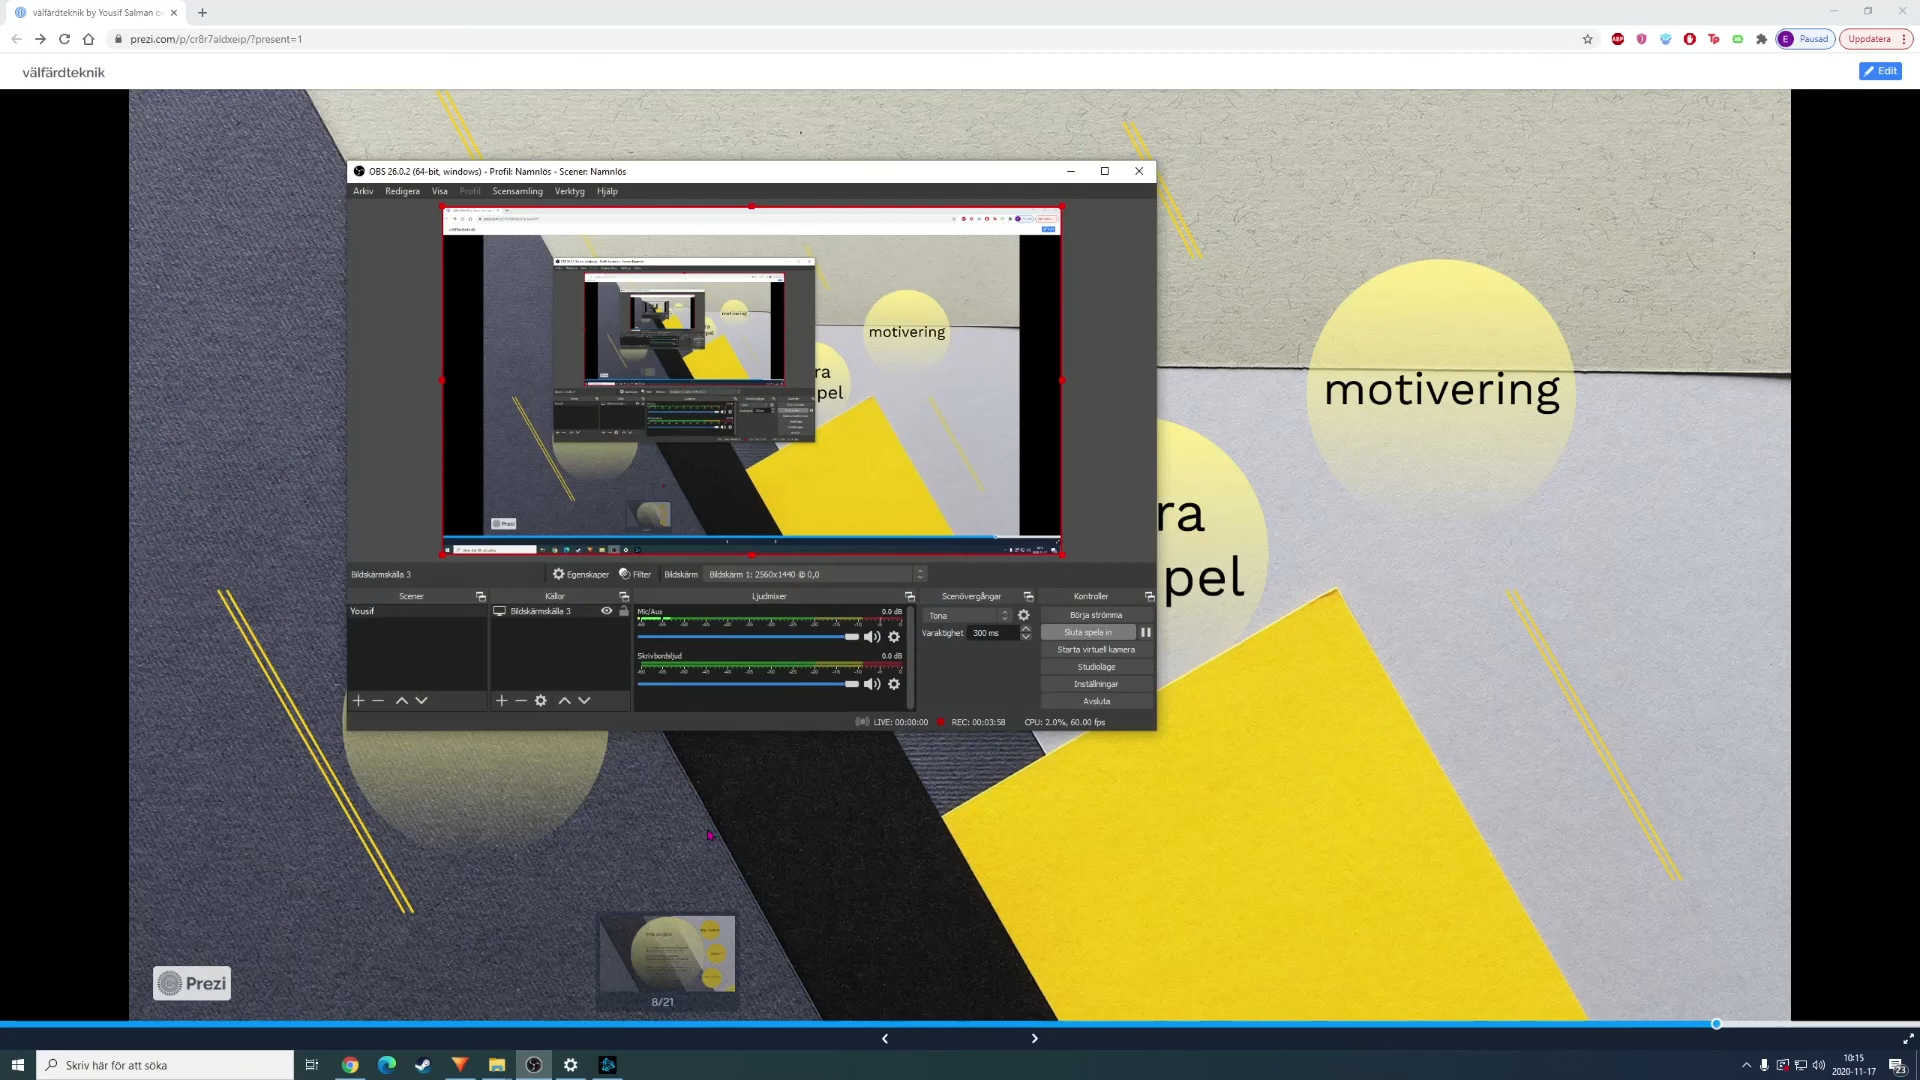 prezi.com/p/cr8r7aldxeip/?present=1
Pausad
Uppdatera
välfärdteknik
Edit
OBS 26.0.2 (64-bit, windows) - Profil: Namnlös - Scener: Namnlös
Arkiv Redigera Visa Profil Scensamling Verktyg Hjälp
motivering
ra
pel
Prezi
motivering
ra
pel
Bildskärmskälla 3
Egenskaper
Filter
Bildskärm
Bildskärm 1: 2560x1440 @ 0,0
Scener
Källor
Ljudmixer
Scenövergångar
Kontroller
Yousif
Bildskärmskälla 3
Mic/Aux
0.0 dB
Skrivbordsljud
0.0 dB
Tona
Varaktighet 300 ms
Börja strömma
Sluta spela in
Starta virtuell kamera
Studioläge
Inställningar
Avsluta
LIVE: 00:00:00
REC: 00:03:58
CPU: 2.0%, 60.00 fps
Prezi
8/21
Skriv här för att söka
10:15
2020-11-17
23